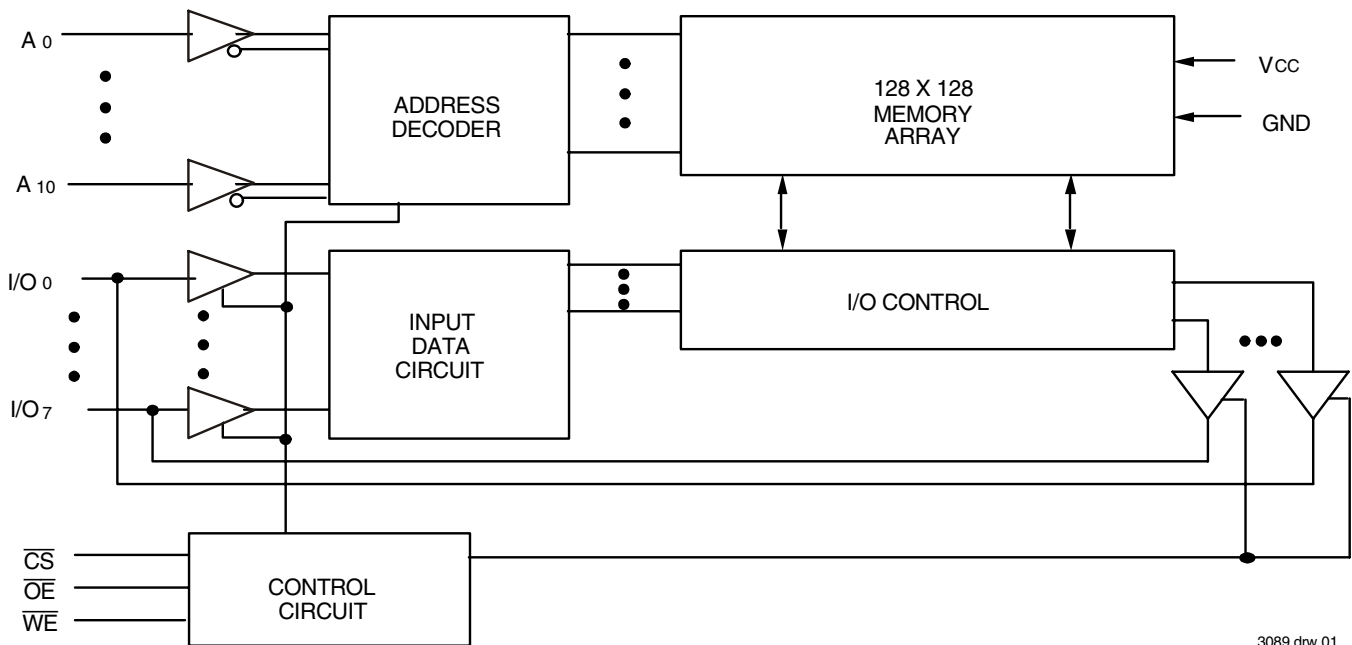 A 0
ADDRESS
DECODER
128 X 128
MEMORY
ARRAY
VCC
GND
A 10
I/O 0
INPUT
DATA
CIRCUIT
I/O CONTROL
I/O 7
CS
OE
WE
CONTROL
CIRCUIT
3089 drw 01